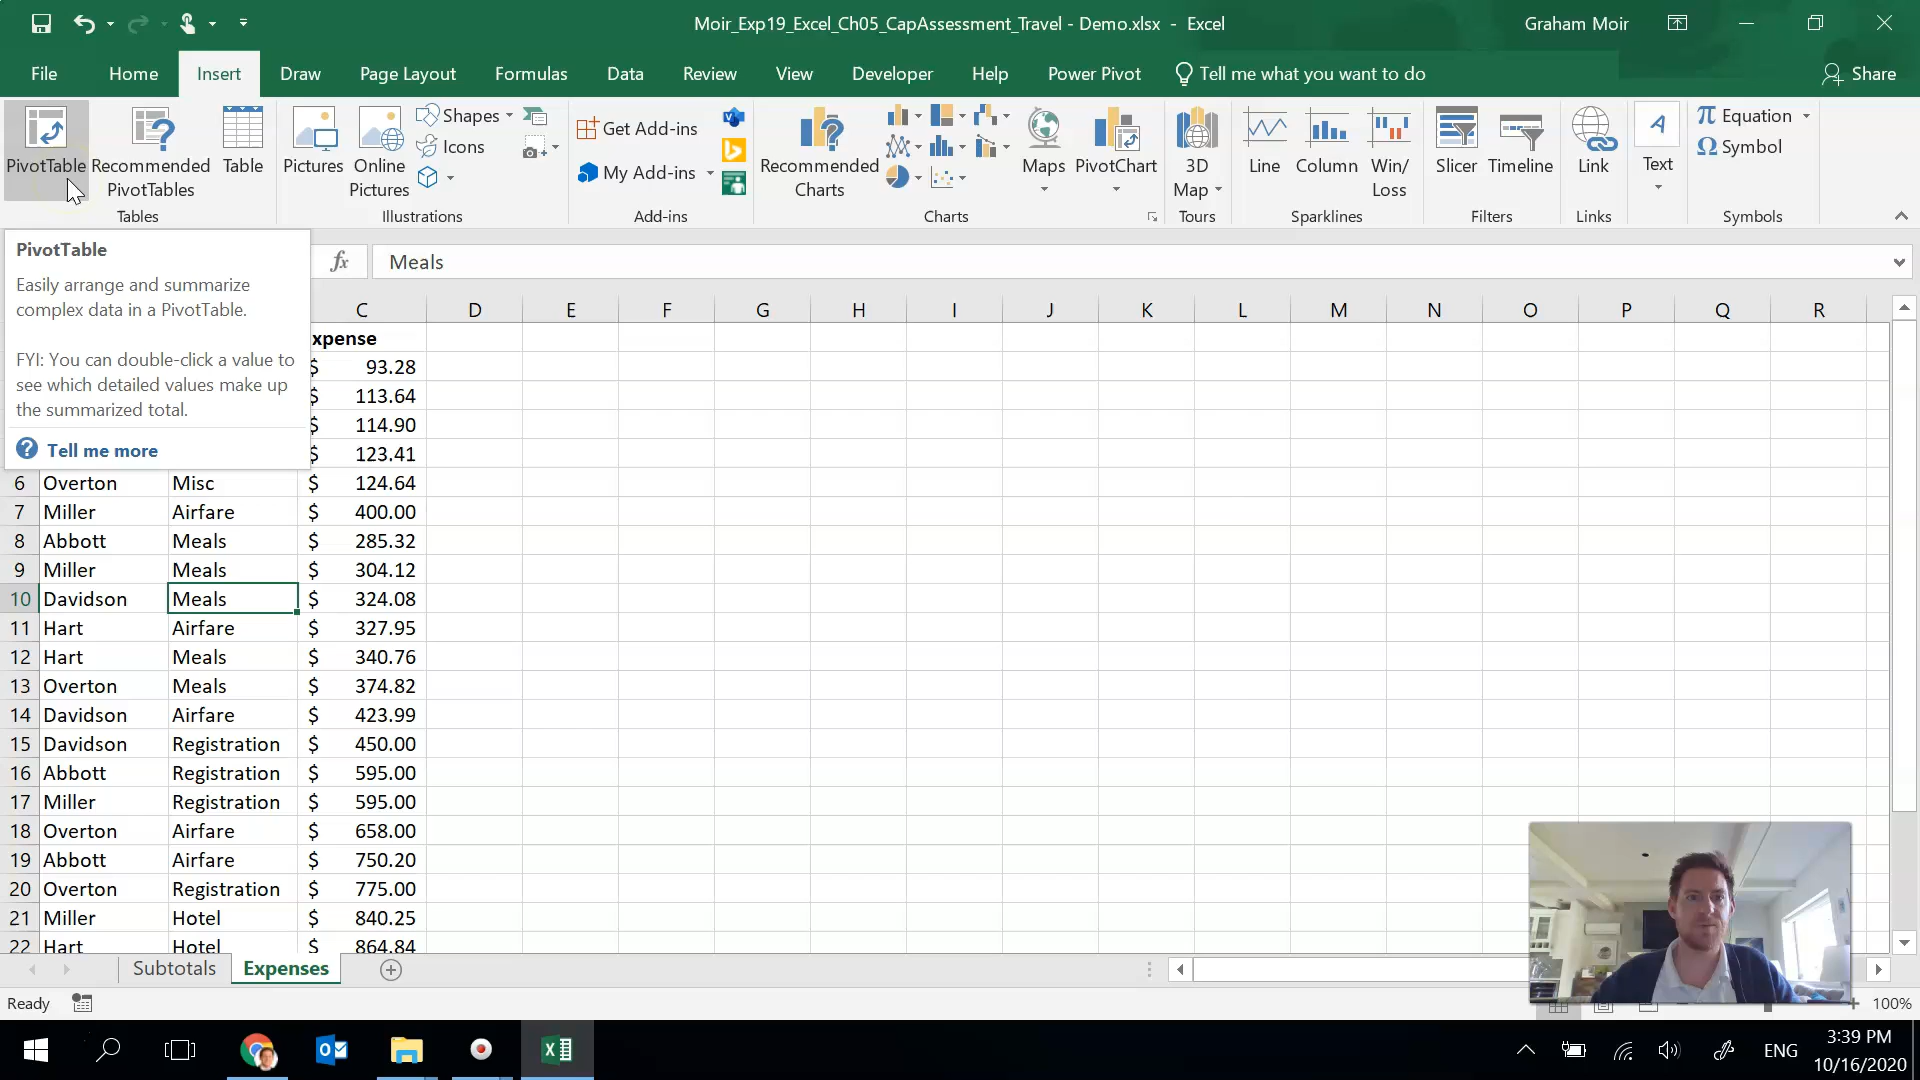 Moir_Exp19_Excel_Ch05_CapAssessment_Travel - Demo.xlsx - Excel
Graham Moir
File Home Insert Draw Page Layout Formulas Data Review View Developer Help Power Pivot Tell me what you want to do Share
PivotTable
Recommended PivotTables
Table
Tables
Pictures
Online Pictures
Shapes
Icons
Illustrations
Get Add-ins
My Add-ins
Add-ins
Recommended Charts
Maps
PivotChart
Charts
3D Map
Tours
Line
Column
Win/Loss
Sparklines
Slicer
Timeline
Filters
Link
Links
A
Text
π Equation
Ω Symbol
Symbols
PivotTable
Easily arrange and summarize
complex data in a PivotTable.
FYI: You can double-click a value to
see which detailed values make up
the summarized total.
? Tell me more
fx Meals
C D E F G H I J K L M N O P Q R
xpense
$ 93.28
$ 113.64
$ 114.90
$ 123.41
6 Overton Misc $ 124.64
7 Miller Airfare $ 400.00
8 Abbott Meals $ 285.32
9 Miller Meals $ 304.12
10 Davidson Meals $ 324.08
11 Hart Airfare $ 327.95
12 Hart Meals $ 340.76
13 Overton Meals $ 374.82
14 Davidson Airfare $ 423.99
15 Davidson Registration $ 450.00
16 Abbott Registration $ 595.00
17 Miller Registration $ 595.00
18 Overton Airfare $ 658.00
19 Abbott Airfare $ 750.20
20 Overton Registration $ 775.00
21 Miller Hotel $ 840.25
22 Hart Hotel $ 864.84
Subtotals Expenses
Ready
100%
ENG
3:39 PM
10/16/2020